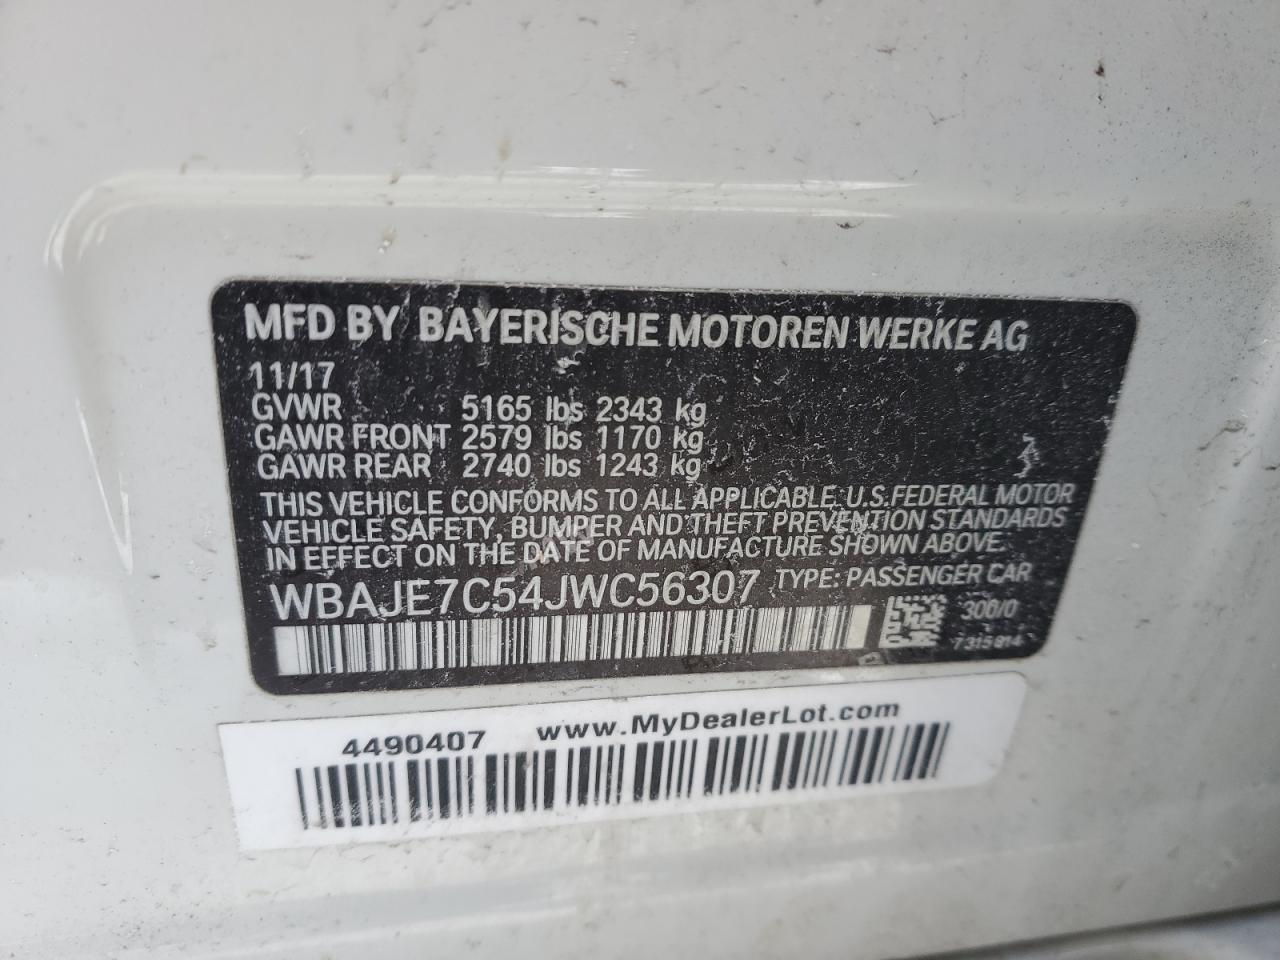 MFD BY BAYERISCHE MOTOREN WERKE AG
11/17
GVWR 5165 lbs 2343 kg
GAWR FRONT 2579 lbs 1170 kg
GAWR REAR 2740 lbs 1243 kg
THIS VEHICLE CONFORMS TO ALL APPLICABLE U.S.FEDERAL MOTOR
VEHICLE SAFETY, BUMPER AND THEFT PREVENTION STANDARDS
IN EFFECT ON THE DATE OF MANUFACTURE SHOWN ABOVE.
WBAJE7C54JWC56307 TYPE: PASSENGER CAR
300/0
7315814
4490407 www.MyDealerLot.com